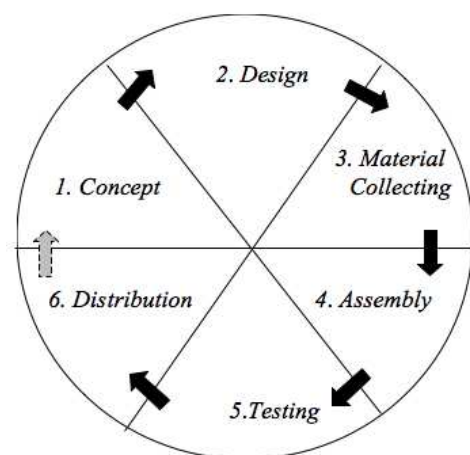 1. Concept
2. Design
3. Material
Collecting
4. Assembly
5.Testing
6. Distribution